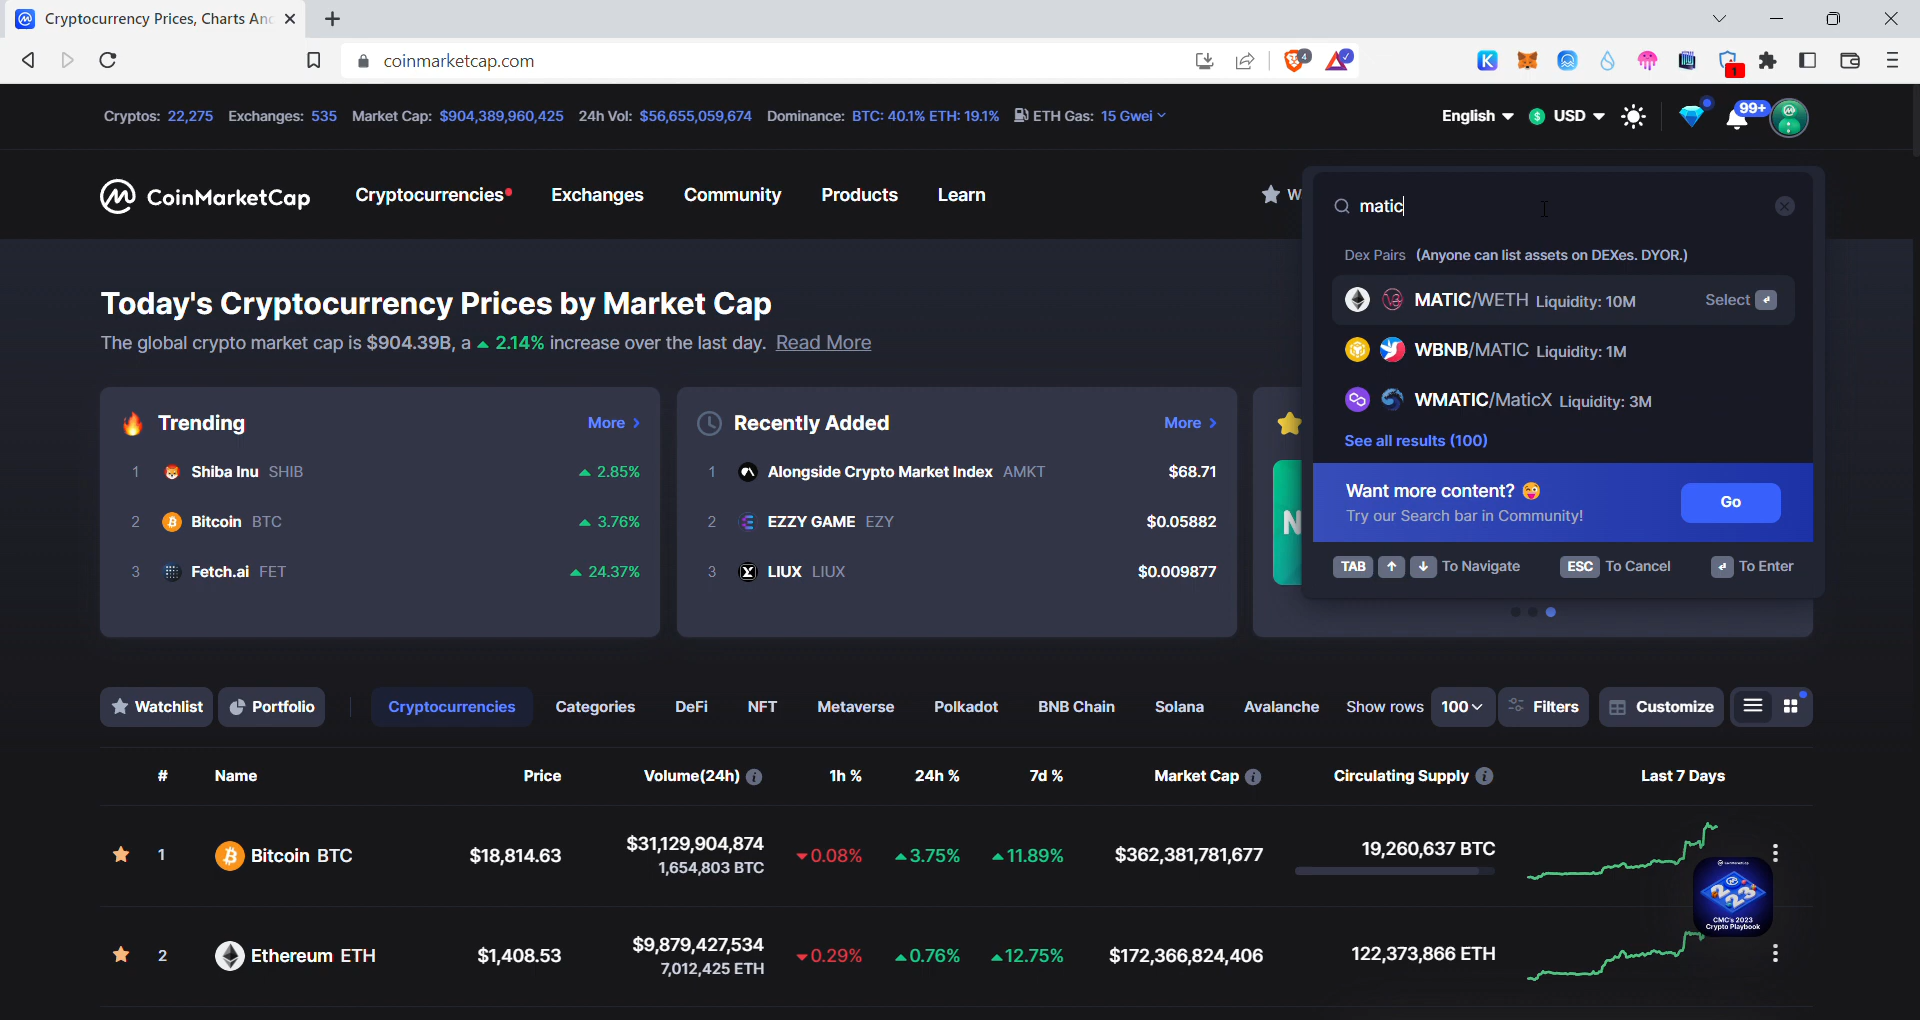 Cryptocurrency Prices, Charts And
coinmarketcap.com
4
1
Cryptos: 22,275 Exchanges: 535 Market Cap: $904,389,960,425 24h Vol: $56,655,059,674 Dominance: BTC: 40.1% ETH: 19.1% ETH Gas: 15 Gwei
English $ USD 99+
CoinMarketCap Cryptocurrencies Exchanges Community Products Learn W
matic
Dex Pairs (Anyone can list assets on DEXes. DYOR.)
MATIC/WETH Liquidity: 10M Select
WBNB/MATIC Liquidity: 1M
WMATIC/MaticX Liquidity: 3M
See all results (100)
Want more content? 😜
Try our Search bar in Community!
Go
TAB ↑ ↓ To Navigate ESC To Cancel To Enter
Today's Cryptocurrency Prices by Market Cap
The global crypto market cap is $904.39B, a ▲ 2.14% increase over the last day. Read More
🔥 Trending More >
1 Shiba Inu SHIB ▲ 2.85%
2 Bitcoin BTC ▲ 3.76%
3 Fetch.ai FET ▲ 24.37%
Recently Added More >
1 Alongside Crypto Market Index AMKT $68.71
2 EZZY GAME EZY $0.05882
3 LIUX LIUX $0.009877
N
Watchlist Portfolio Cryptocurrencies Categories DeFi NFT Metaverse Polkadot BNB Chain Solana Avalanche Show rows 100 Filters Customize
# Name Price Volume(24h) 1h % 24h % 7d % Market Cap Circulating Supply Last 7 Days
1 Bitcoin BTC $18,814.63 $31,129,904,874 ▼0.08% ▲3.75% ▲11.89% $362,381,781,677 19,260,637 BTC
1,654,803 BTC
CMC's 2023
Crypto Playbook
2 Ethereum ETH $1,408.53 $9,879,427,534 ▼0.29% ▲0.76% ▲12.75% $172,366,824,406 122,373,866 ETH
7,012,425 ETH